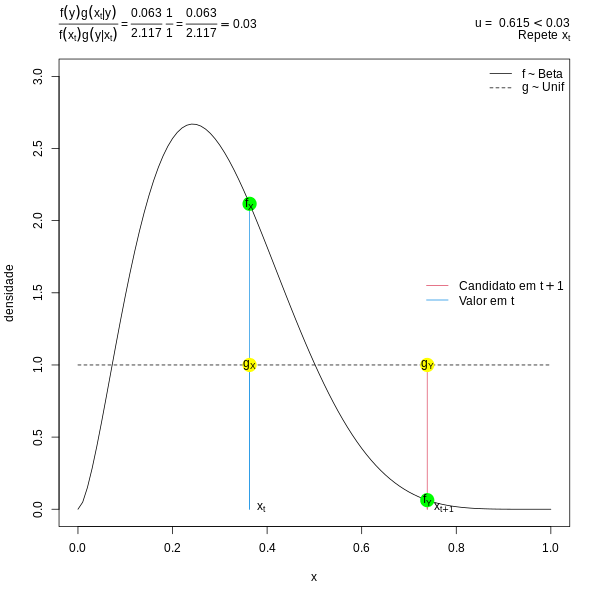 f(y)g(xₜ|y) / f(xₜ)g(y|xₜ) = 0.063 / 2.117 1 / 1 = 0.063 / 2.117 = 0.03
u = 0.615 < 0.03
Repete xₜ
f ~ Beta
g ~ Unif
densidade
3.0
2.5
2.0
1.5
1.0
0.5
0.0
fₓ
Candidato em t + 1
Valor em t
gₓ
g_Y
f_Y
xₜ
xₜ₊₁
0.0 0.2 0.4 0.6 0.8 1.0
x